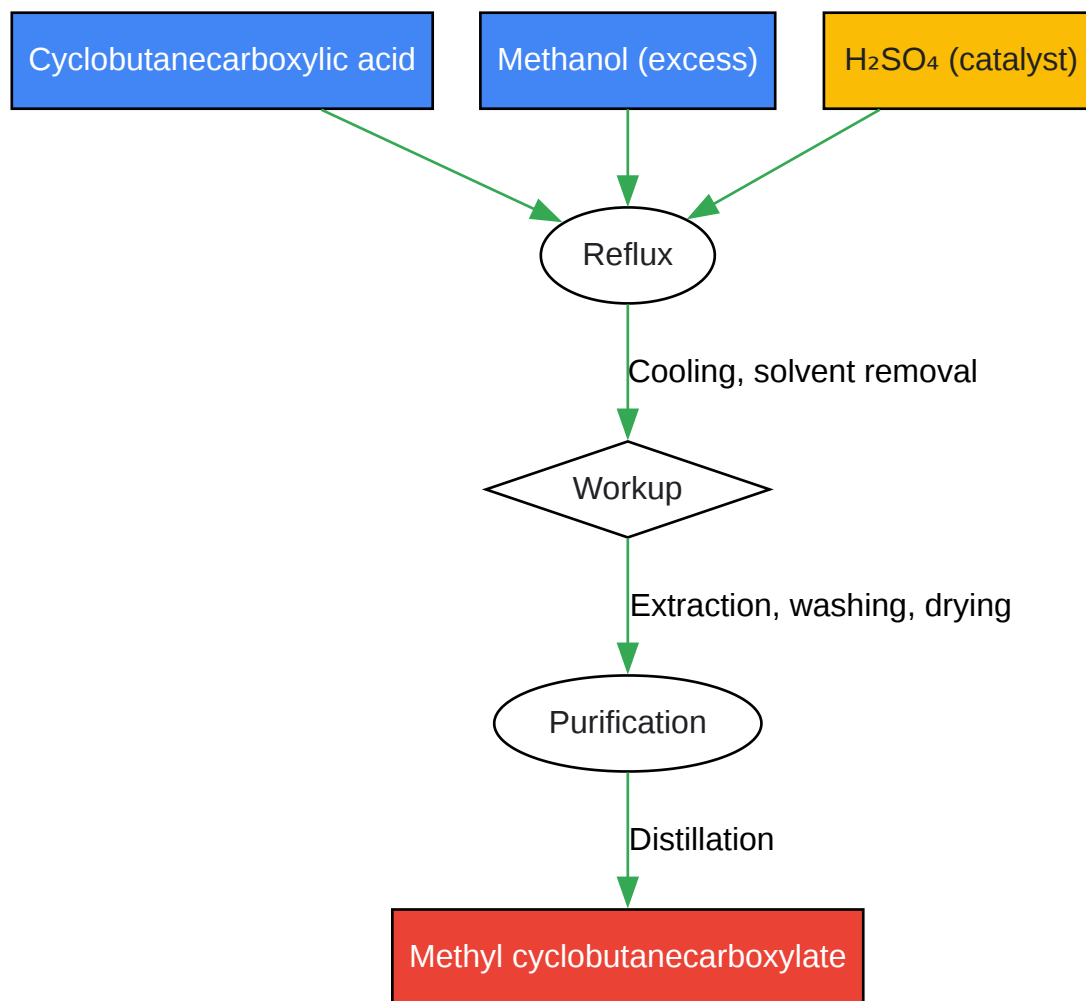 Cyclobutanecarboxylic acid
Methanol (excess)
H₂SO₄ (catalyst)
Reflux
Cooling, solvent removal
Workup
Extraction, washing, drying
Purification
Distillation
Methyl cyclobutanecarboxylate